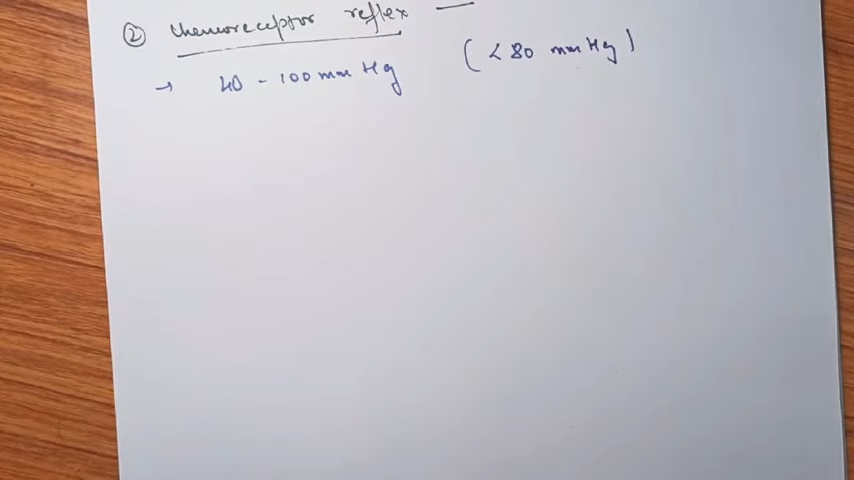 ② chemoreceptor reflex —
→ 40 - 100 mm Hg (< 80 mm Hg)